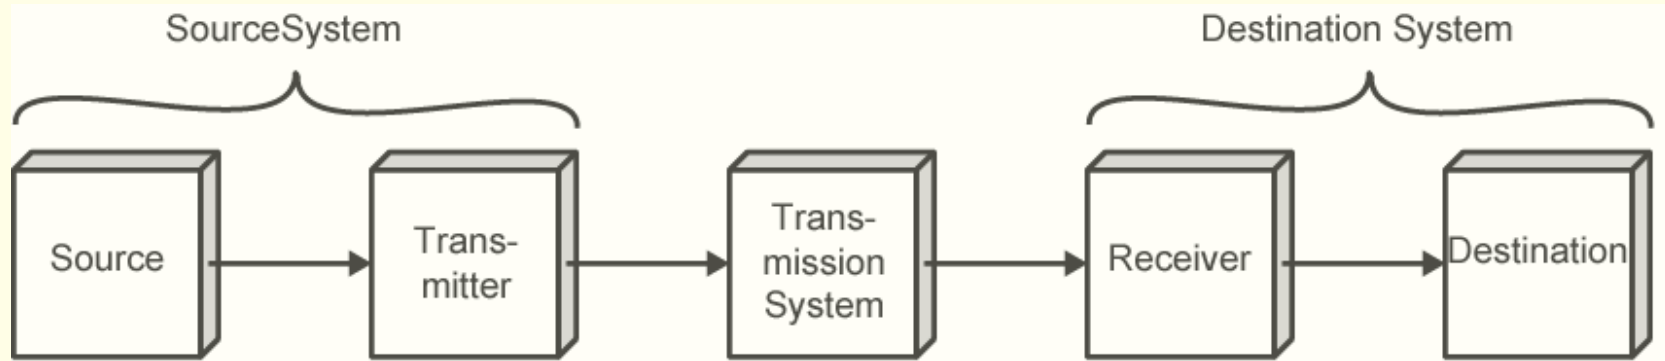 SourceSystem
Destination System
Source
Trans-
mitter
Trans-
mission
System
Receiver
Destination